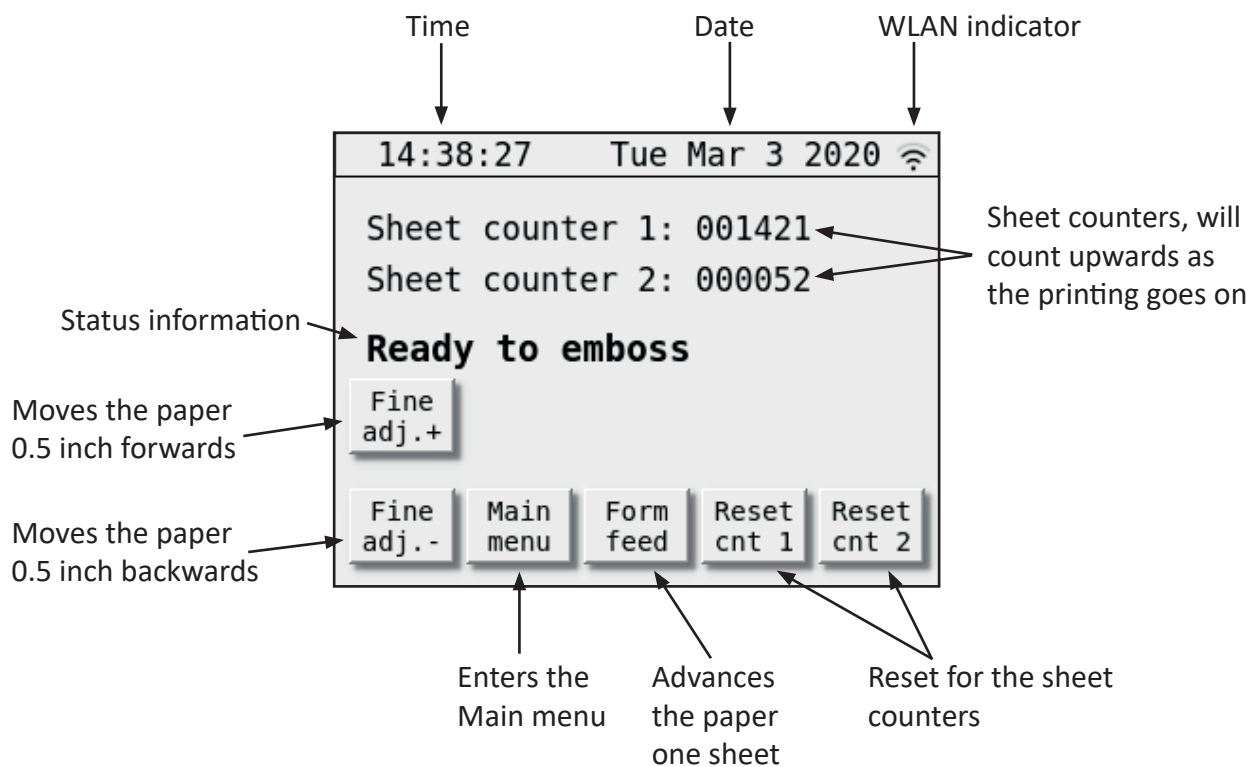 Time
Date
WLAN indicator
14:38:27 Tue Mar 3 2020
Sheet counter 1: 001421
Sheet counter 2: 000052
Sheet counters, will
count upwards as
the printing goes on
Status information
Ready to emboss
Moves the paper
0.5 inch forwards
Fine
adj.+
Moves the paper
0.5 inch backwards
Fine
adj.-
Main
menu
Form
feed
Reset
cnt 1
Reset
cnt 2
Enters the
Main menu
Advances
the paper
one sheet
Reset for the sheet
counters